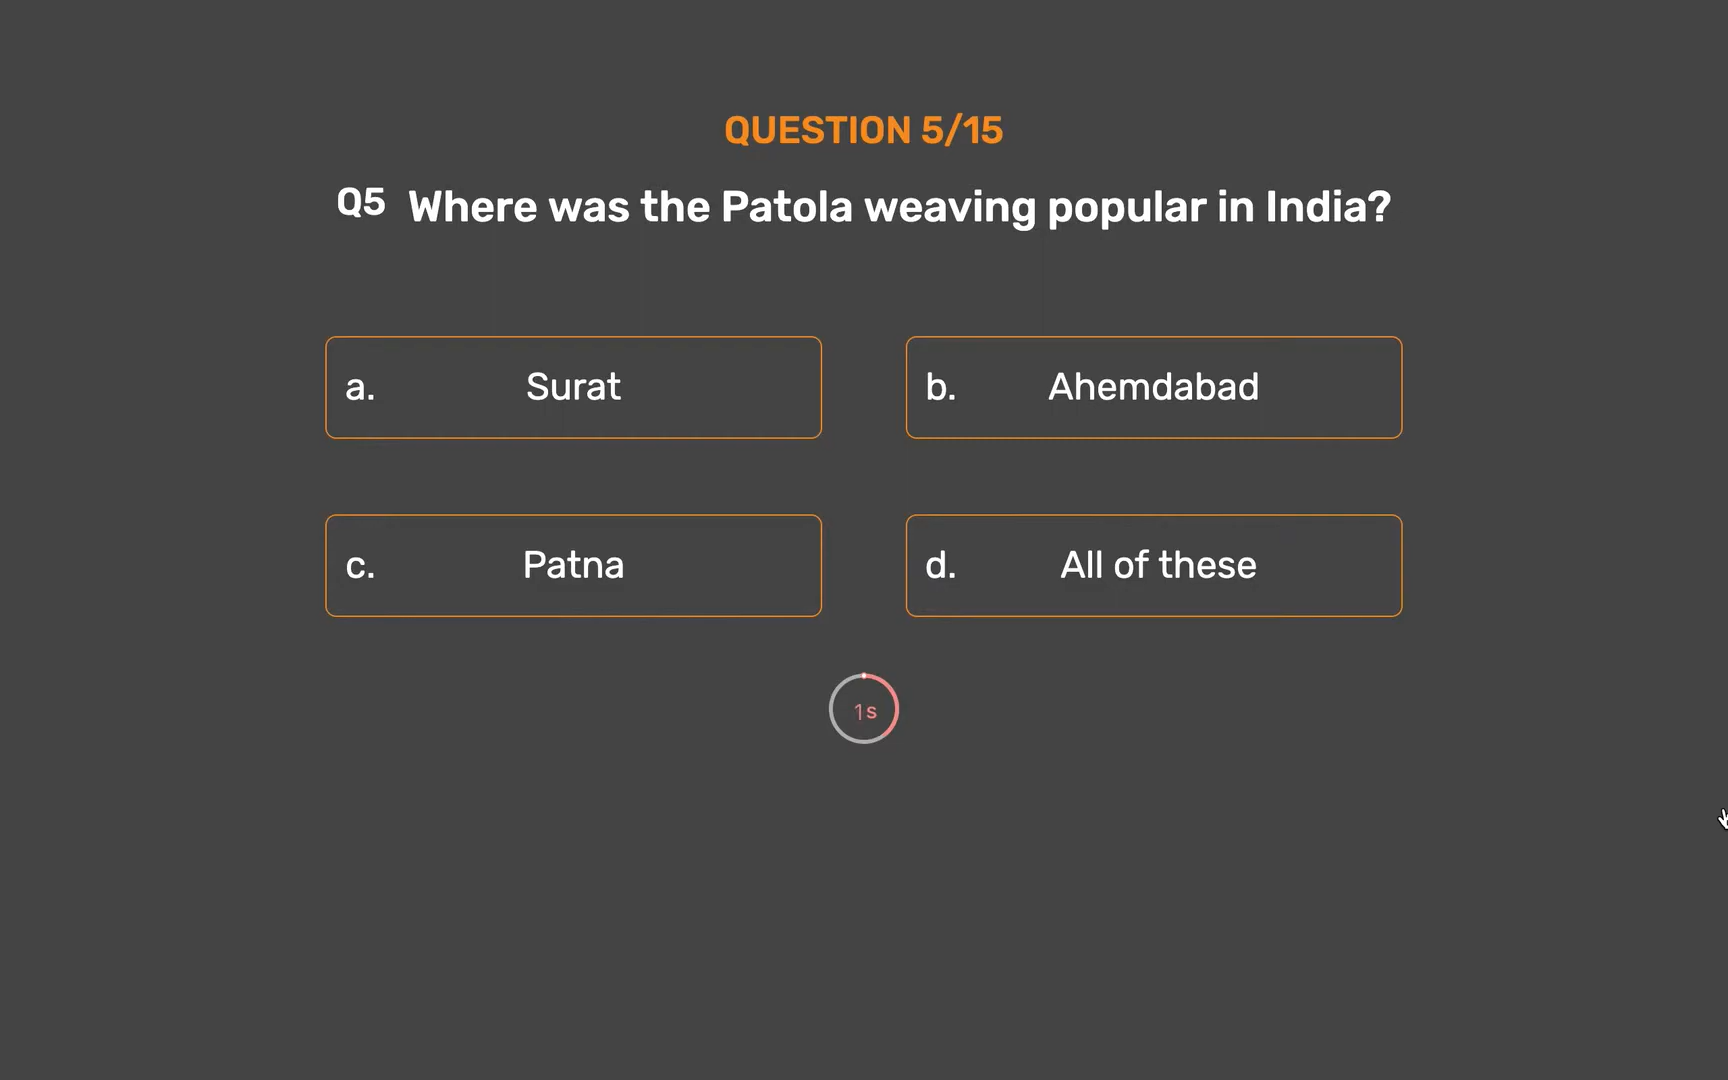 QUESTION 5/15
Q5 Where was the Patola weaving popular in India?
a. Surat
b. Ahemdabad
c. Patna
d. All of these
1s